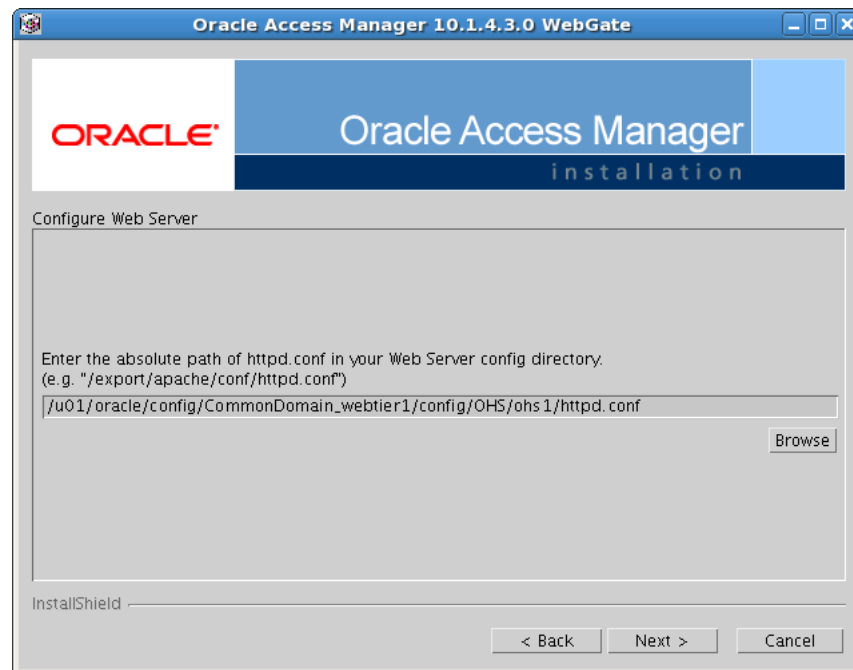 Oracle Access Manager 10.1.4.3.0 WebGate
ORACLE
Oracle Access Manager
installation
Configure Web Server
Enter the absolute path of httpd.conf in your Web Server config directory.
(e.g. "/export/apache/conf/httpd.conf")
/u01/oracle/config/CommonDomain_webtier1/config/OHS/ohs1/httpd.conf
Browse
InstallShield
< Back Next > Cancel